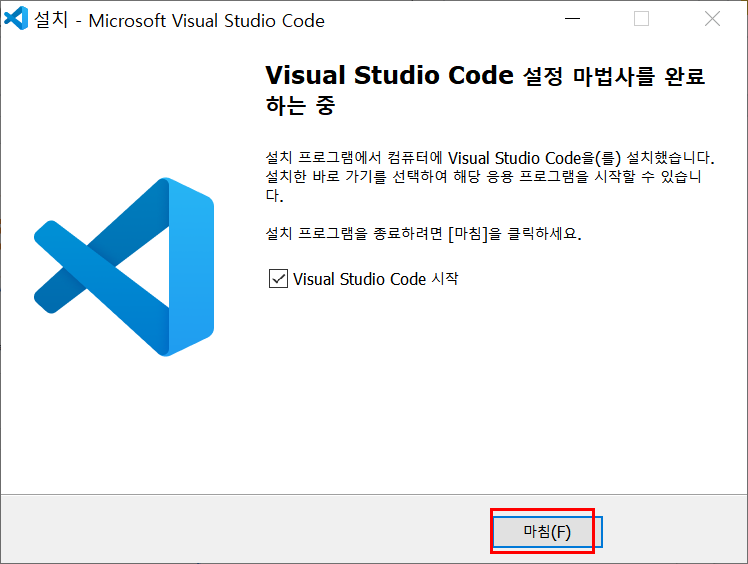 설치 - Microsoft Visual Studio Code
Visual Studio Code 설정 마법사를 완료
하는 중
설치 프로그램에서 컴퓨터에 Visual Studio Code을(를) 설치했습니다.
설치한 바로 가기를 선택하여 해당 응용 프로그램을 시작할 수 있습니
다.
설치 프로그램을 종료하려면 [마침]을 클릭하세요.
Visual Studio Code 시작
마침(F)